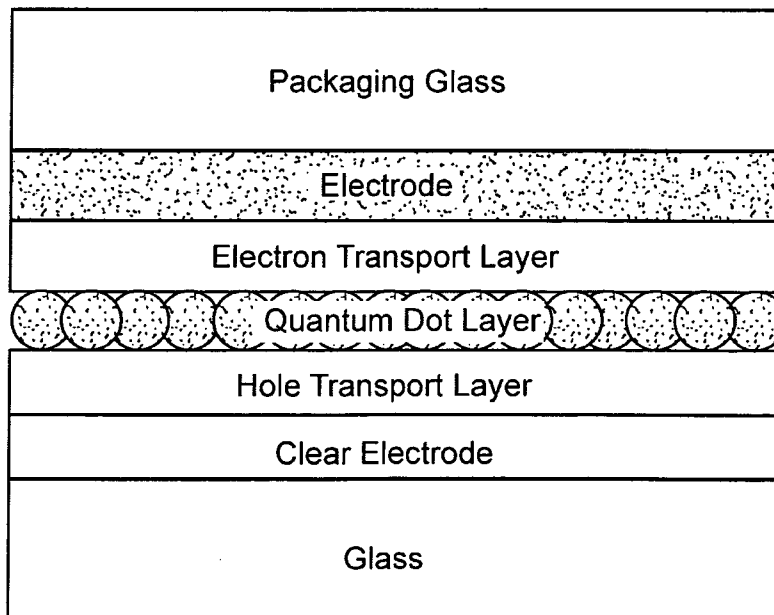 Packaging Glass
Electrode
Electron Transport Layer
Quantum Dot Layer
Hole Transport Layer
Clear Electrode
Glass